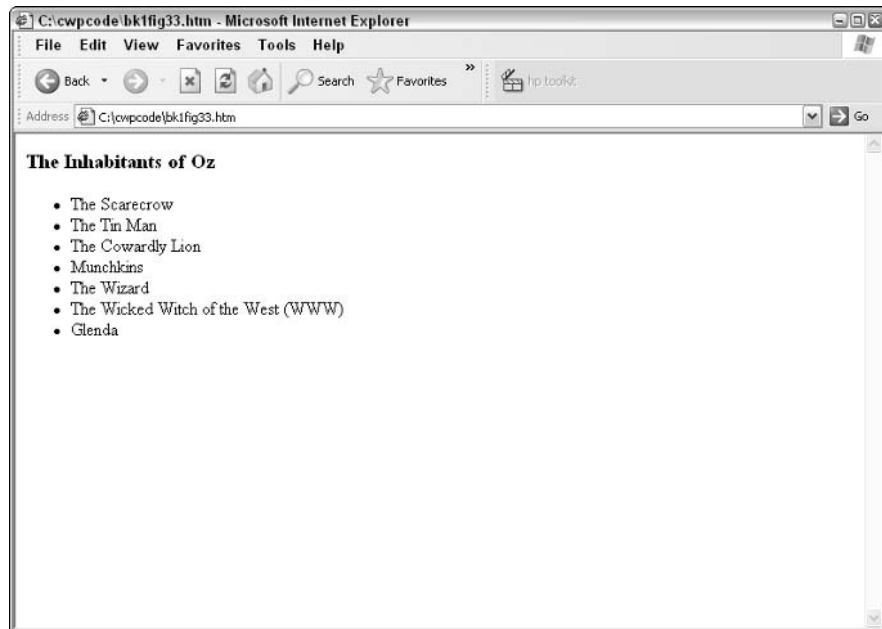 C:\cwpcode\bk1fig33.htm - Microsoft Internet Explorer
File Edit View Favorites Tools Help
Back Search Favorites » hp toolkit
Address C:\cwpcode\bk1fig33.htm Go
The Inhabitants of Oz
• The Scarecrow
• The Tin Man
• The Cowardly Lion
• Munchkins
• The Wizard
• The Wicked Witch of the West (WWW)
• Glenda